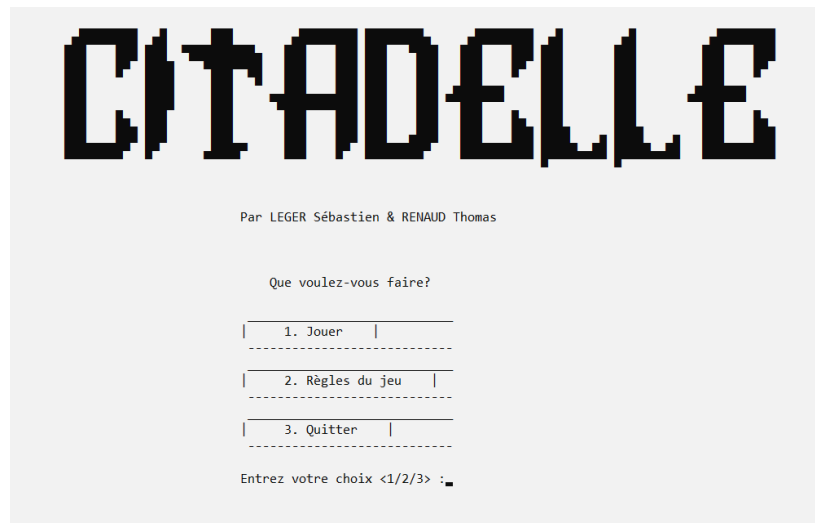 CITADELLE
Par LEGER Sébastien & RENAUD Thomas
Que voulez-vous faire?
| 1. Jouer |
| 2. Règles du jeu |
| 3. Quitter |
Entrez votre choix <1/2/3> :